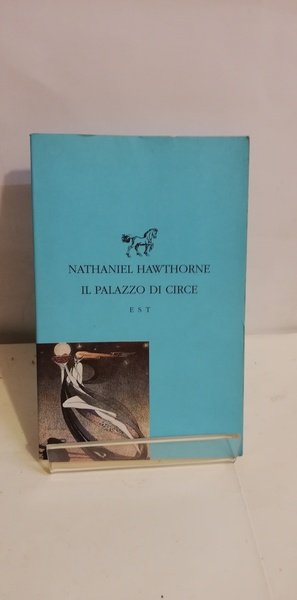 NATHANIEL HAWTHORNE
IL PALAZZO DI CIRCE
EST